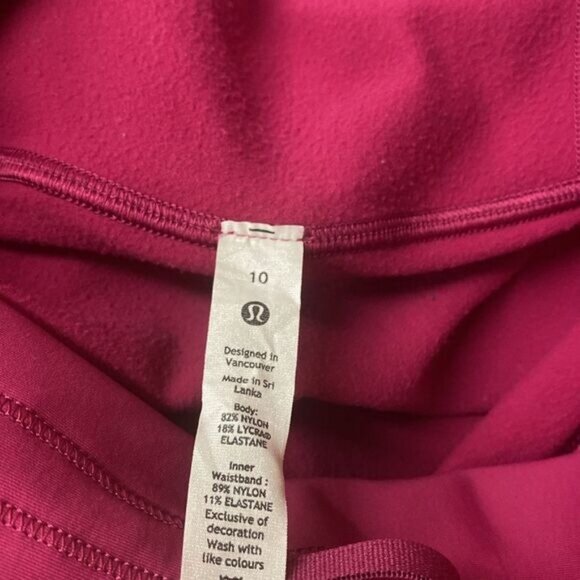 10
Designed in
Vancouver
Made in Sri
Lanka
Body:
82% NYLON
18% LYCRA®
ELASTANE
Inner
Waistband:
89% NYLON
11% ELASTANE
Exclusive of
decoration
Wash with
like colours